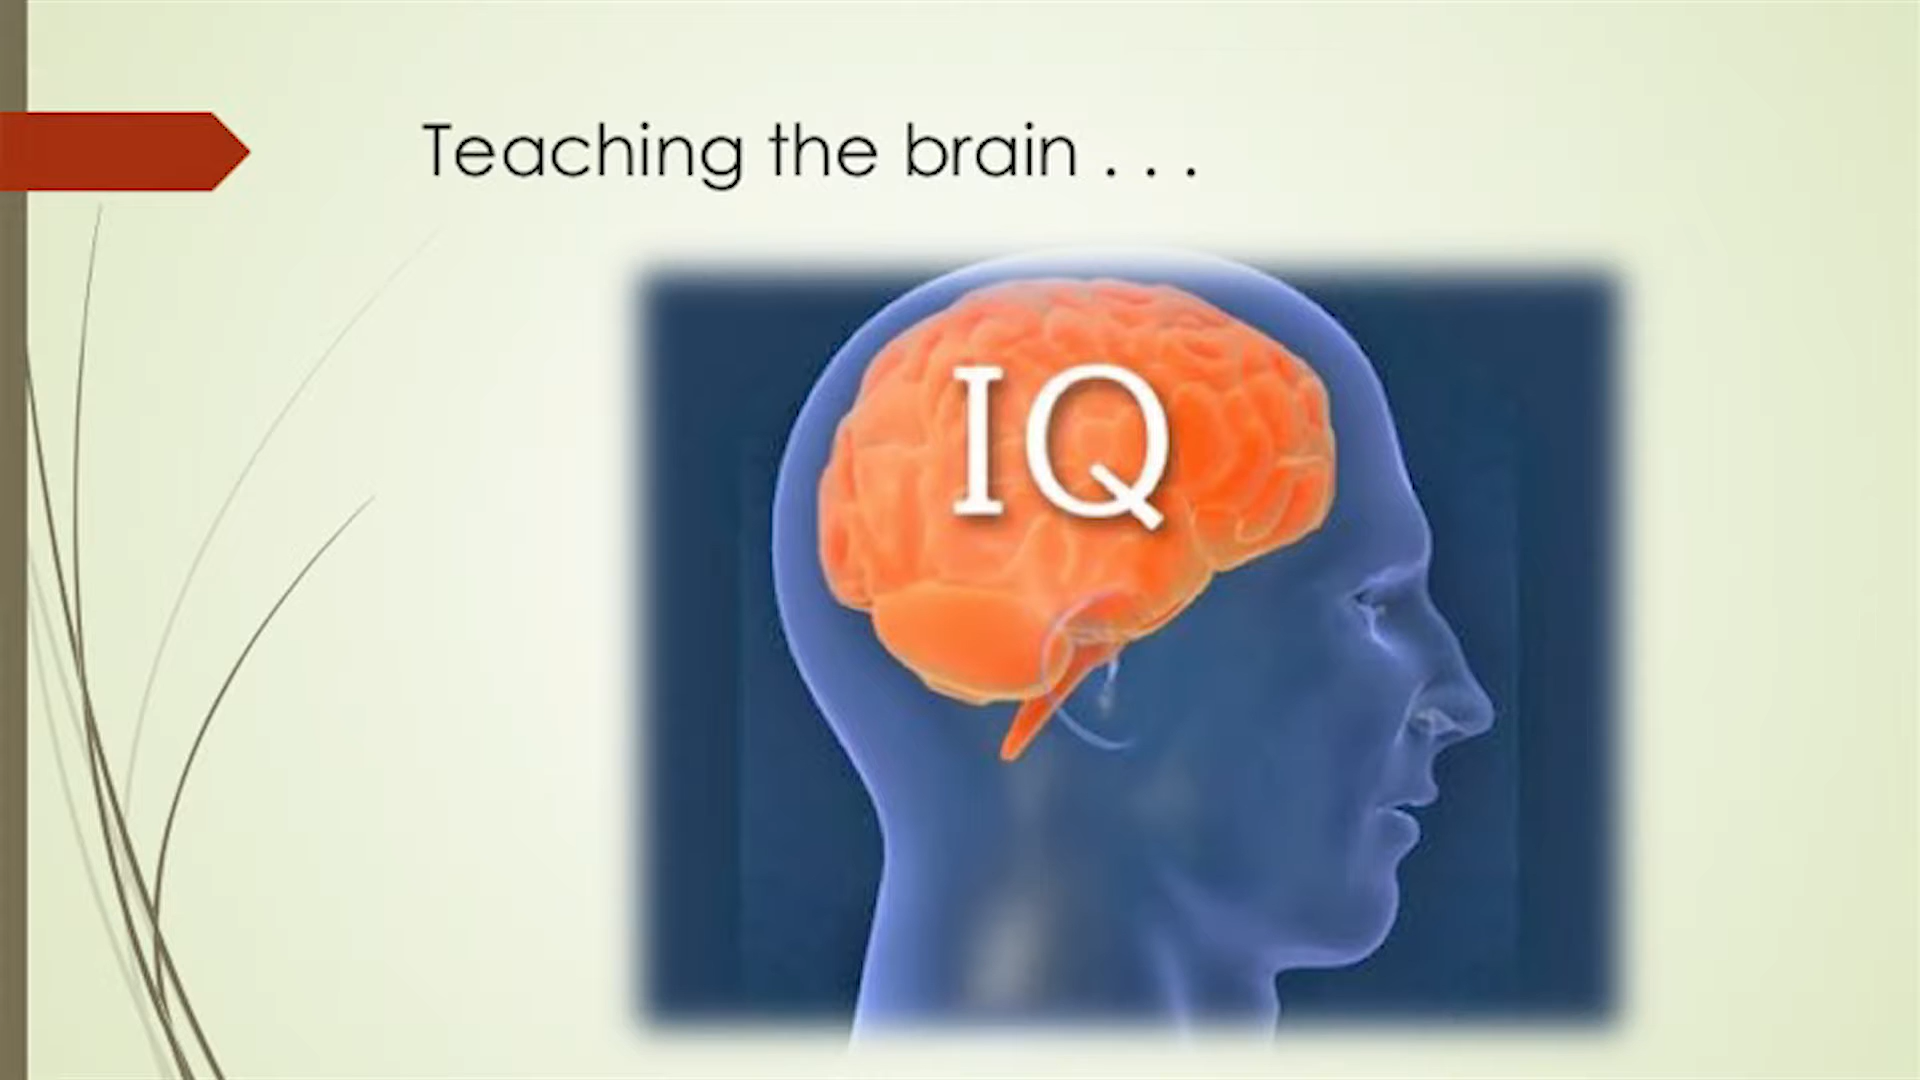 Teaching the brain . . .
IQ